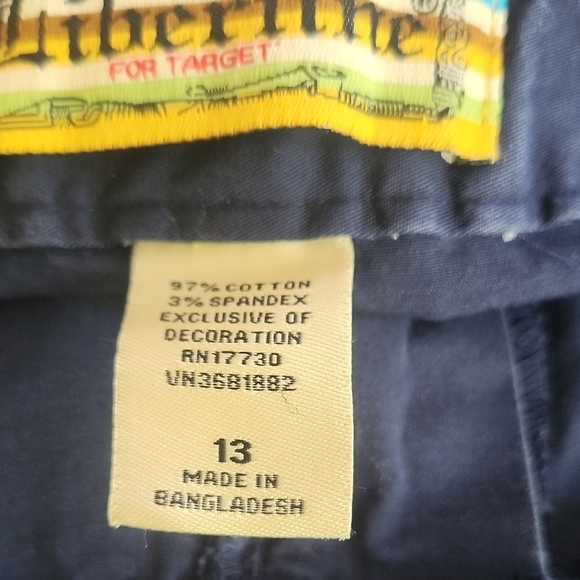 Libertine
FOR TARGET
97% COTTON
3% SPANDEX
EXCLUSIVE OF
DECORATION
RN17730
VN3681882
13
MADE IN
BANGLADESH